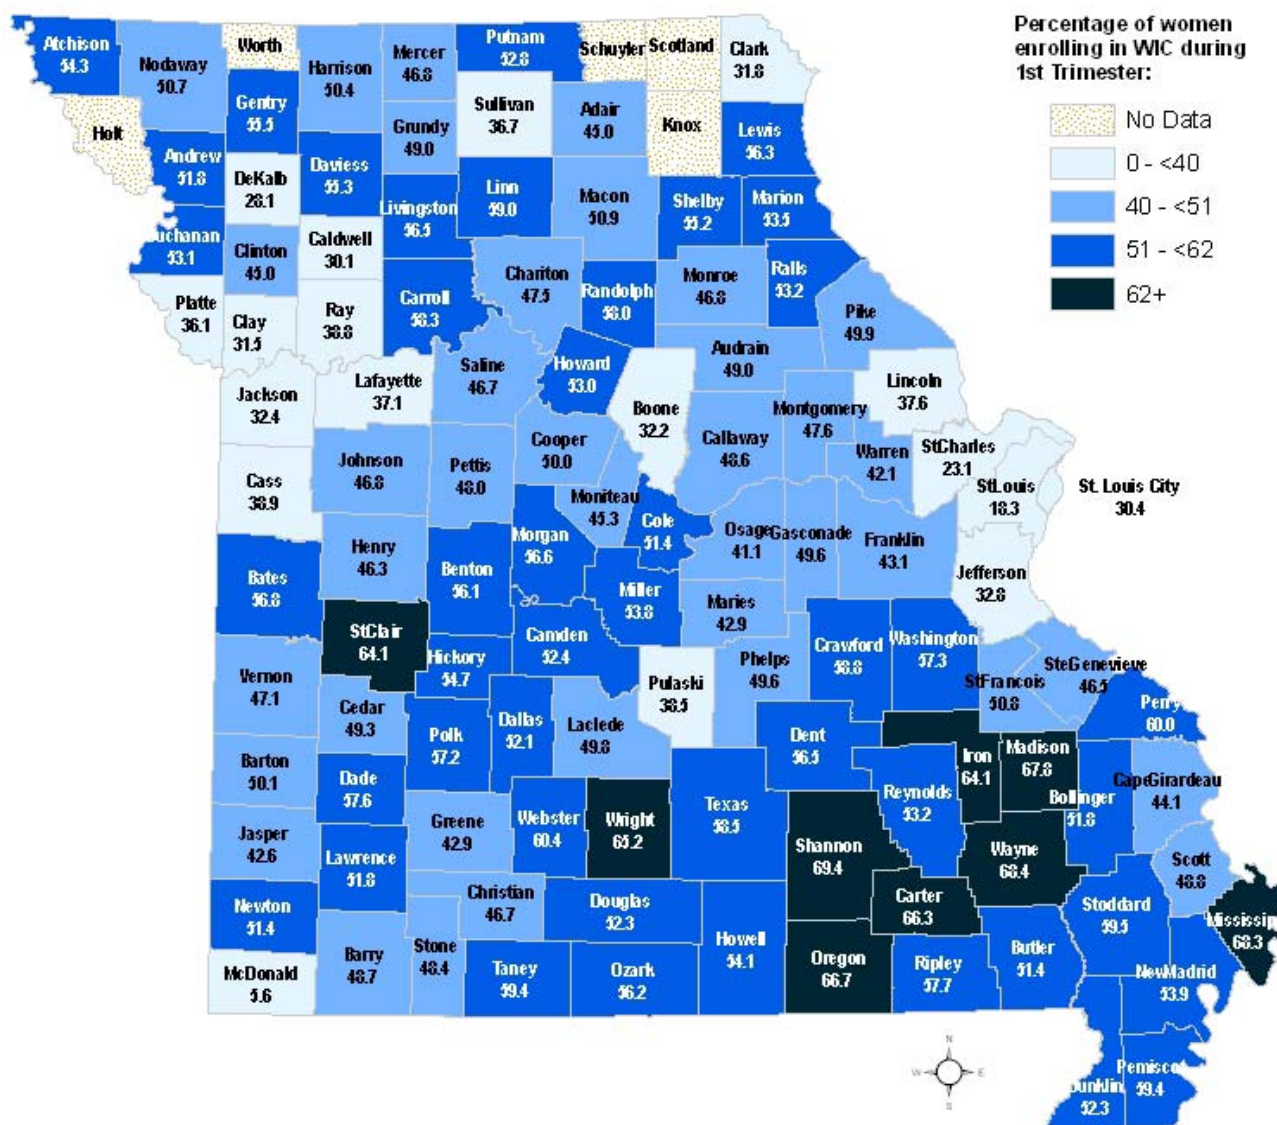 Percentage of women
enrolling in WIC during
1st Trimester:
No Data
0 - <40
40 - <51
51 - <62
62+
Atchison
54.3
Nodaway
50.7
Worth
Harrison
50.4
Mercer
46.8
Putnam
52.8
Schuyler
Scotland
Clark
31.8
Holt
Gentry
55.5
Grundy
49.0
Sullivan
36.7
Adair
45.0
Knox
Lewis
56.3
Andrew
51.8
DeKalb
28.1
Daviess
55.3
Livingston
56.5
Linn
59.0
Macon
50.9
Shelby
55.2
Marion
53.5
uchanan
53.1
Clinton
45.0
Caldwell
30.1
Carroll
58.3
Chariton
47.5
Randolph
58.0
Monroe
46.8
Ralls
53.2
Pike
49.9
Platte
36.1
Clay
31.5
Ray
38.8
Saline
46.7
Howard
53.0
Audrain
49.0
Jackson
32.4
Lafayette
37.1
Boone
32.2
Callaway
48.6
Montgomery
47.6
Lincoln
37.6
Warren
42.1
StCharles
23.1
StLouis
18.3
St. Louis City
30.4
Cass
38.9
Johnson
46.8
Pettis
48.0
Cooper
50.0
Moniteau
45.3
Cole
51.4
Osage
41.1
Gasconade
49.6
Franklin
43.1
Jefferson
32.8
Bates
56.8
Henry
46.3
Benton
56.1
Morgan
56.6
Miller
53.8
Maries
42.9
StClair
64.1
Hickory
54.7
Camden
52.4
Pulaski
38.5
Phelps
49.6
Crawford
58.8
Washington
57.3
StFrancois
50.8
SteGenevieve
46.5
Perry
60.0
Vernon
47.1
Cedar
49.3
Polk
57.2
Dallas
52.1
Laclede
49.8
Dent
56.5
Iron
64.1
Madison
67.8
Bollinger
51.8
CapeGirardeau
44.1
Barton
50.1
Dade
57.6
Greene
42.9
Webster
60.4
Wright
65.2
Texas
58.5
Reynolds
53.2
Shannon
69.4
Wayne
68.4
Scott
48.8
Jasper
42.6
Lawrence
51.8
Christian
46.7
Douglas
52.3
Carter
66.3
Stoddard
59.5
Mississip
68.3
Newton
51.4
Barry
48.7
Stone
48.4
Taney
59.4
Ozark
56.2
Howell
54.1
Oregon
66.7
Ripley
57.7
Butler
51.4
NewMadrid
53.9
McDonald
5.6
Pemiscot
59.4
unklin
52.3
N
W
E
S